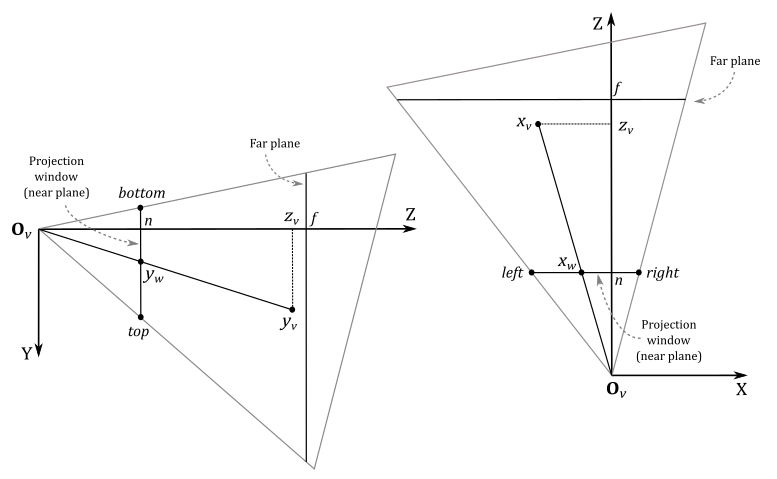 Projection
window
(near plane)
Far plane
bottom
n
z_v
f
Z
O_v
y_w
y_v
top
Y
Z
Far plane
f
x_v
z_v
left
x_w
n
right
Projection
window
(near plane)
O_v
X